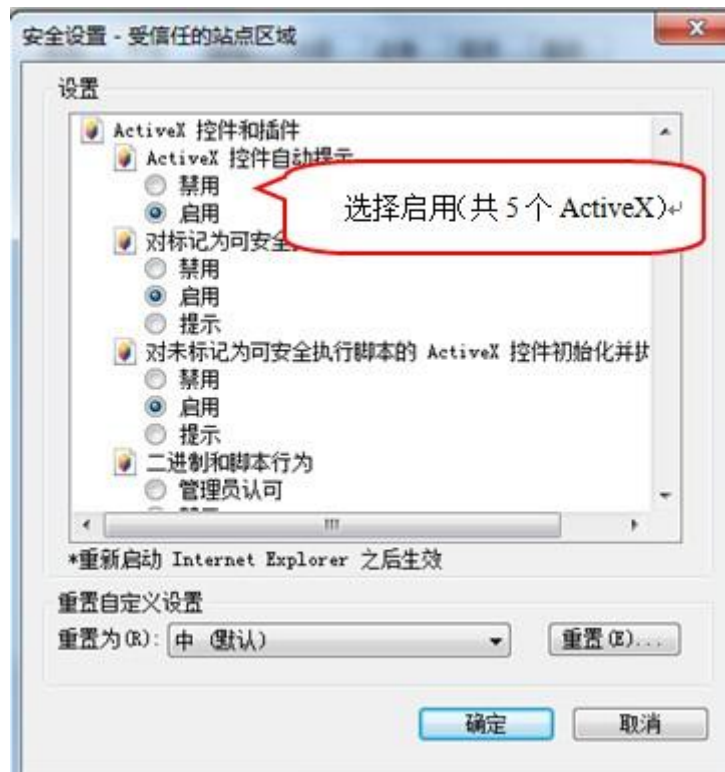 安全设置 - 受信任的站点区域
设置
ActiveX 控件和插件
ActiveX 控件自动提示
禁用
启用
选择启用(共 5 个 ActiveX)↵
对标记为可安全
禁用
启用
提示
对未标记为可安全执行脚本的 ActiveX 控件初始化并执
禁用
启用
提示
二进制和脚本行为
管理员认可
*重新启动 Internet Explorer 之后生效
重置自定义设置
重置为(R): 中 (默认)
重置(E)...
确定
取消